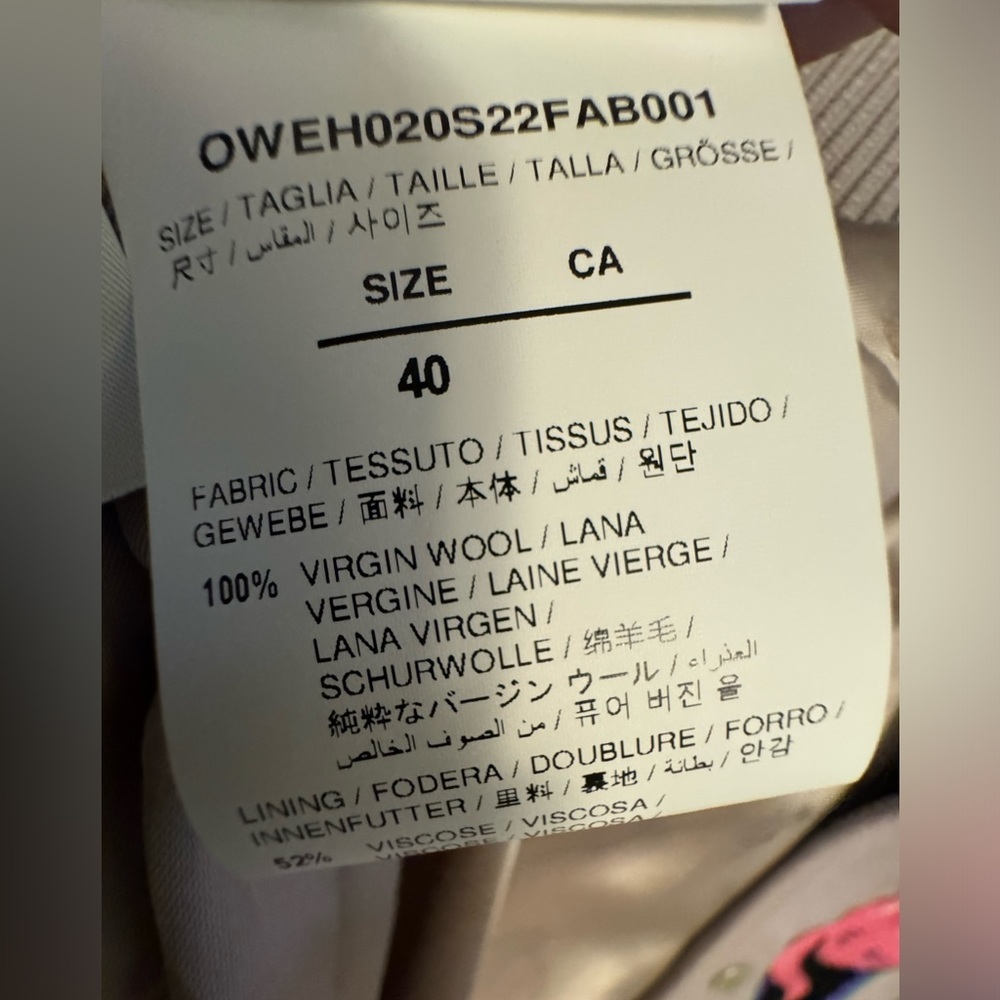 OWEH020S22FAB001
SIZE / TAGLIA / TAILLE / TALLA / GRÖSSE /
尺寸 / المقاس / 사이즈
SIZE CA
40
FABRIC / TESSUTO / TISSUS / TEJIDO /
GEWEBE / 面料 / 本体 / قماش / 원단
100% VIRGIN WOOL / LANA
VERGINE / LAINE VIERGE /
LANA VIRGEN /
SCHURWOLLE / 绵羊毛 /
純粋なバージン ウール / العذراء
من الصوف الخالص / 퓨어 버진 울
LINING / FODERA / DOUBLURE / FORRO /
INNENFUTTER / 里料 / 裏地 / بطانة / 안감
52% VISCOSE / VISCOSA /
VISCOSE / VISCOSA /